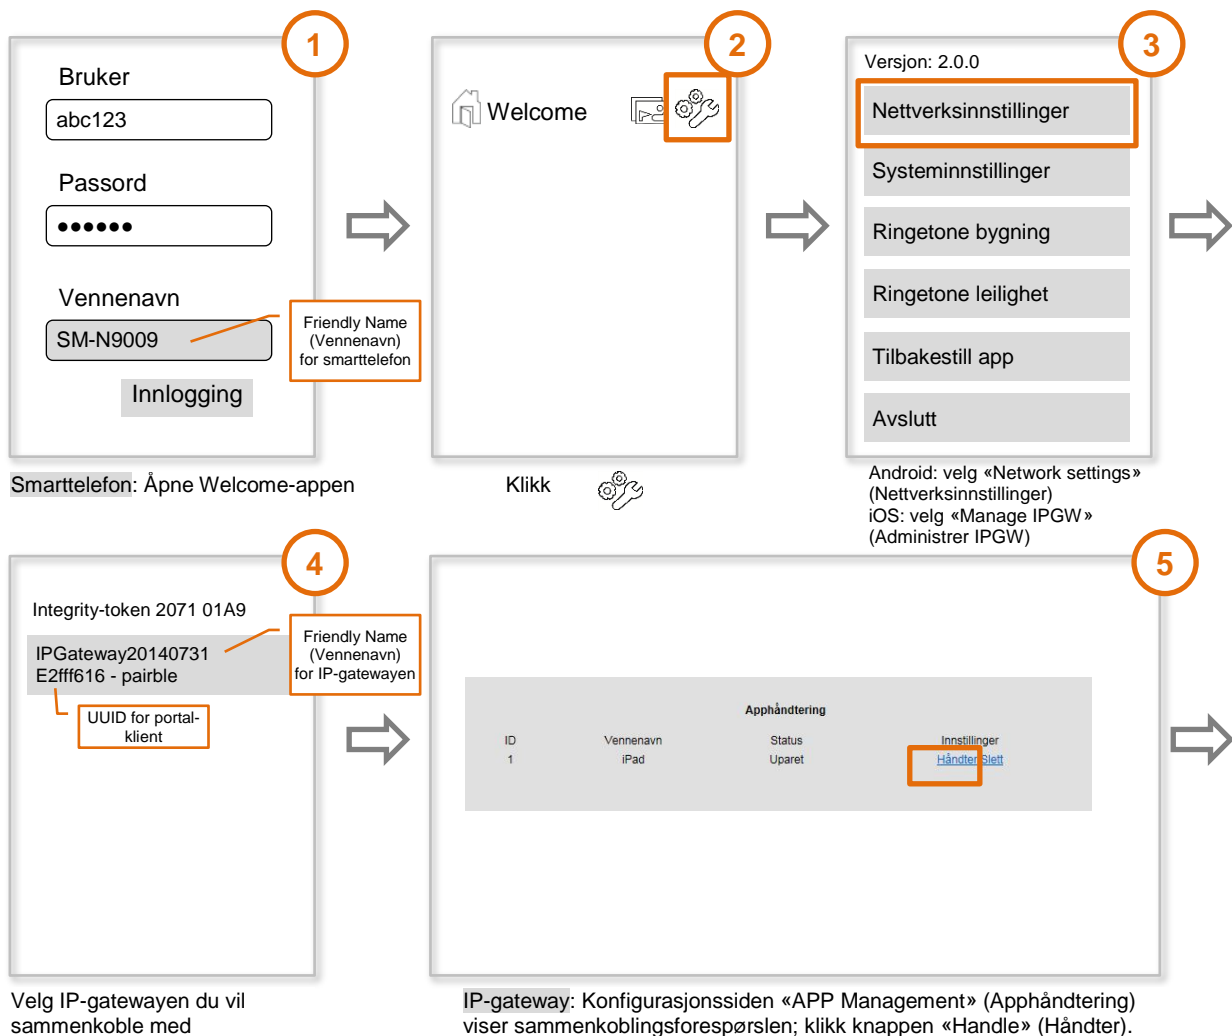 1
Bruker
abc123
Passord
●●●●●●
Vennenavn
SM-N9009
Friendly Name
(Vennenavn)
for smarttelefon
Innlogging
Smarttelefon: Åpne Welcome-appen
2
Welcome
Klikk
3
Versjon: 2.0.0
Nettverksinnstillinger
Systeminnstillinger
Ringetone bygning
Ringetone leilighet
Tilbakestill app
Avslutt
Android: velg «Network settings»
(Nettverksinnstillinger)
iOS: velg «Manage IPGW»
(Administrer IPGW)
4
Integrity-token 2071 01A9
IPGateway20140731
E2fff616 - pairble
Friendly Name
(Vennenavn)
for IP-gatewayen
UUID for portal-
klient
Velg IP-gatewayen du vil
sammenkoble med
5
Apphåndtering
ID Vennenavn Status Innstillinger
1 iPad Uparet Håndter Slett
IP-gateway: Konfigurasjonssiden «APP Management» (Apphåndtering)
viser sammenkoblingsforespørslen; klikk knappen «Handle» (Håndter).